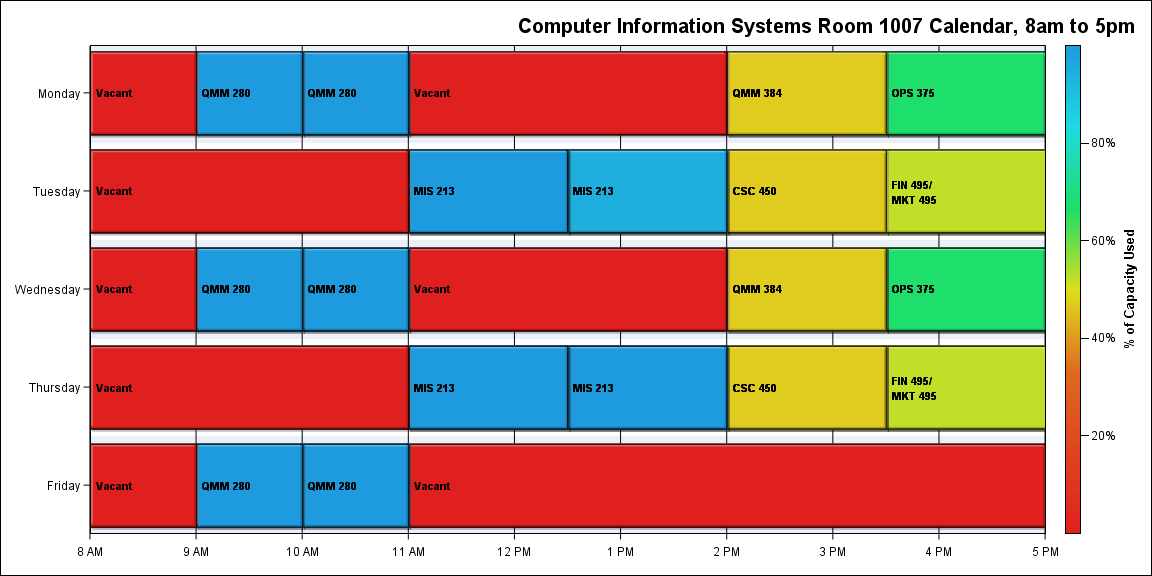 Computer Information Systems Room 1007 Calendar, 8am to 5pm
Monday
Vacant
QMM 280
QMM 280
Vacant
QMM 384
OPS 375
Tuesday
Vacant
MIS 213
MIS 213
CSC 450
FIN 495/
MKT 495
Wednesday
Vacant
QMM 280
QMM 280
Vacant
QMM 384
OPS 375
Thursday
Vacant
MIS 213
MIS 213
CSC 450
FIN 495/
MKT 495
Friday
Vacant
QMM 280
QMM 280
Vacant
8 AM
9 AM
10 AM
11 AM
12 PM
1 PM
2 PM
3 PM
4 PM
5 PM
80%
60%
40%
20%
% of Capacity Used